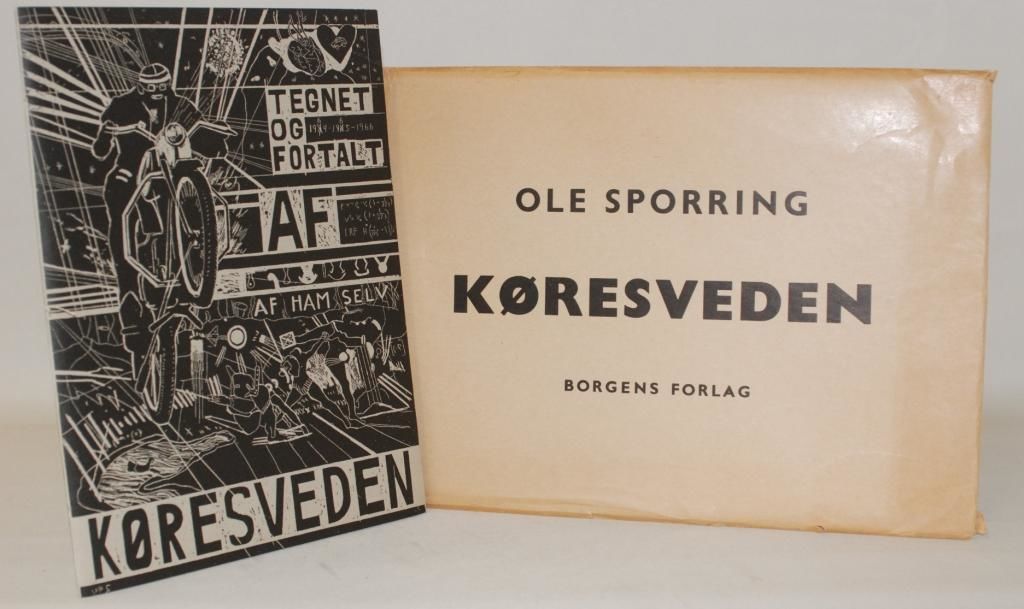 TEGNET
OG
FORTALT
AF
AF HAM SELV
KØRESVEDEN
OLE SPORRING
KØRESVEDEN
BORGENS FORLAG